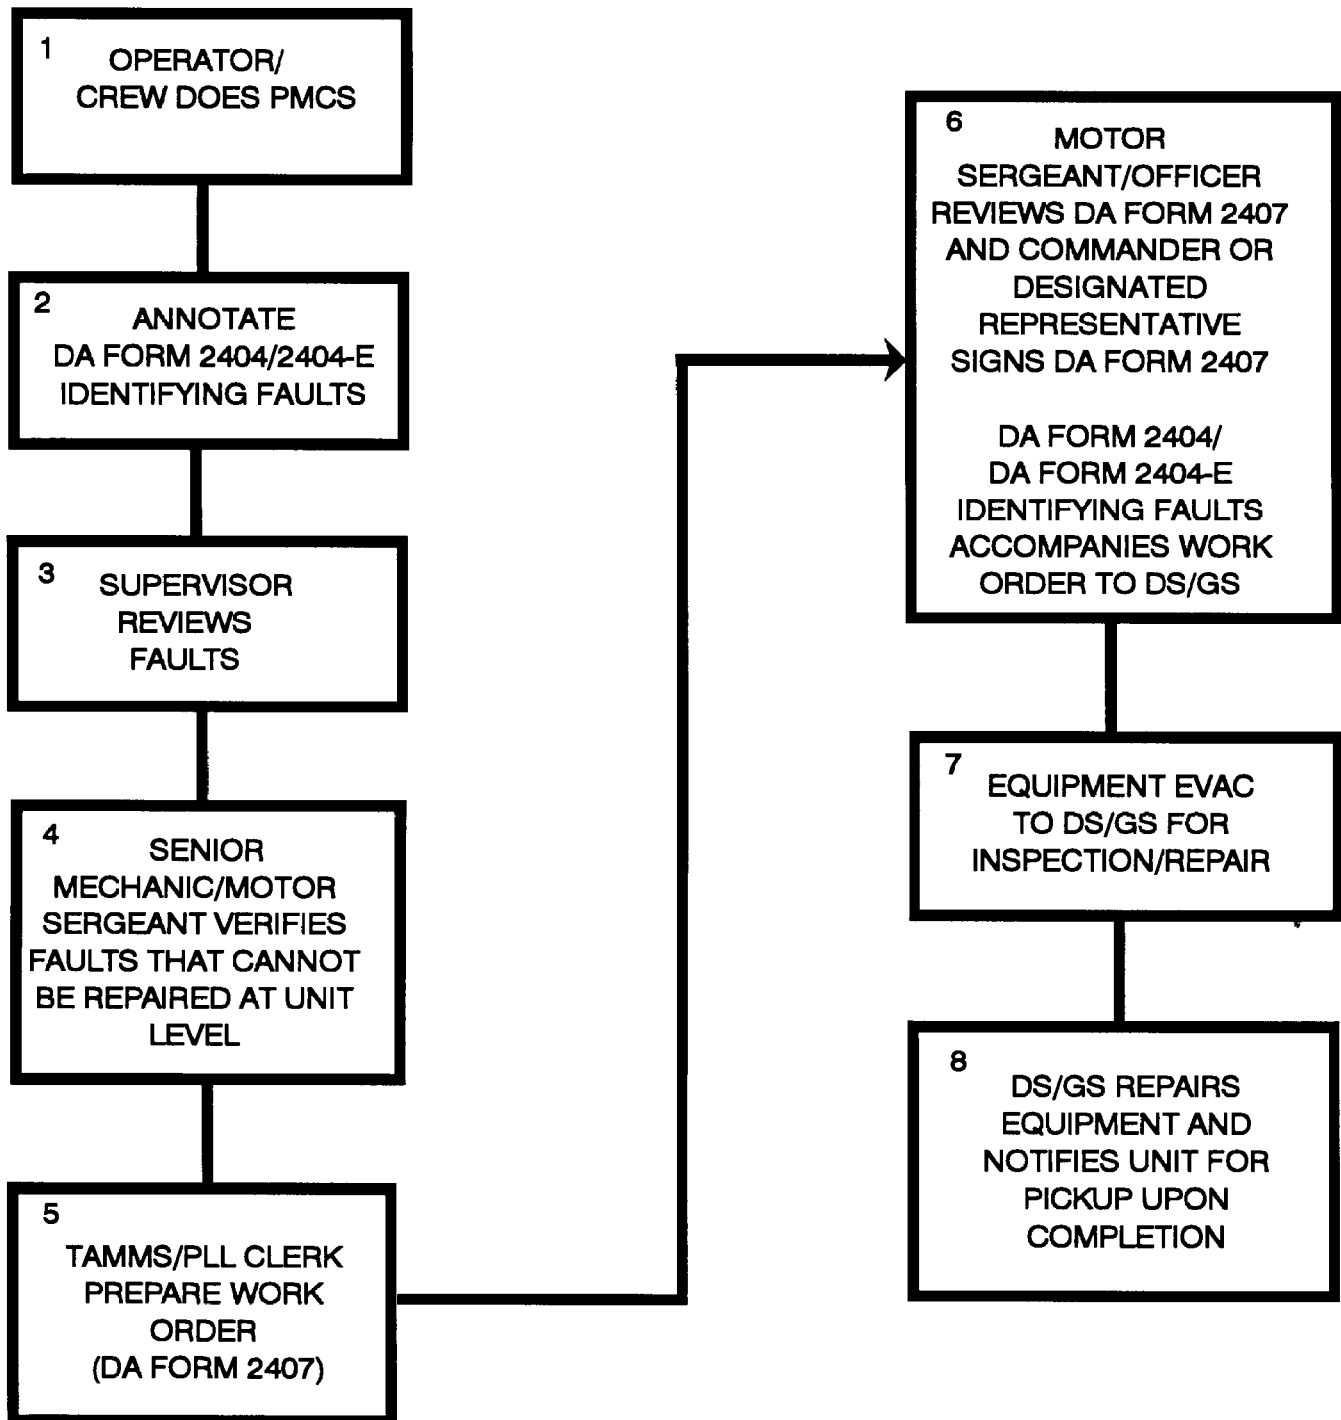 1
OPERATOR/
CREW DOES PMCS
2
ANNOTATE
DA FORM 2404/2404-E
IDENTIFYING FAULTS
3
SUPERVISOR
REVIEWS
FAULTS
4
SENIOR
MECHANIC/MOTOR
SERGEANT VERIFIES
FAULTS THAT CANNOT
BE REPAIRED AT UNIT
LEVEL
5
TAMMS/PLL CLERK
PREPARE WORK
ORDER
(DA FORM 2407)
6
MOTOR
SERGEANT/OFFICER
REVIEWS DA FORM 2407
AND COMMANDER OR
DESIGNATED
REPRESENTATIVE
SIGNS DA FORM 2407
DA FORM 2404/
DA FORM 2404-E
IDENTIFYING FAULTS
ACCOMPANIES WORK
ORDER TO DS/GS
7
EQUIPMENT EVAC
TO DS/GS FOR
INSPECTION/REPAIR
8
DS/GS REPAIRS
EQUIPMENT AND
NOTIFIES UNIT FOR
PICKUP UPON
COMPLETION